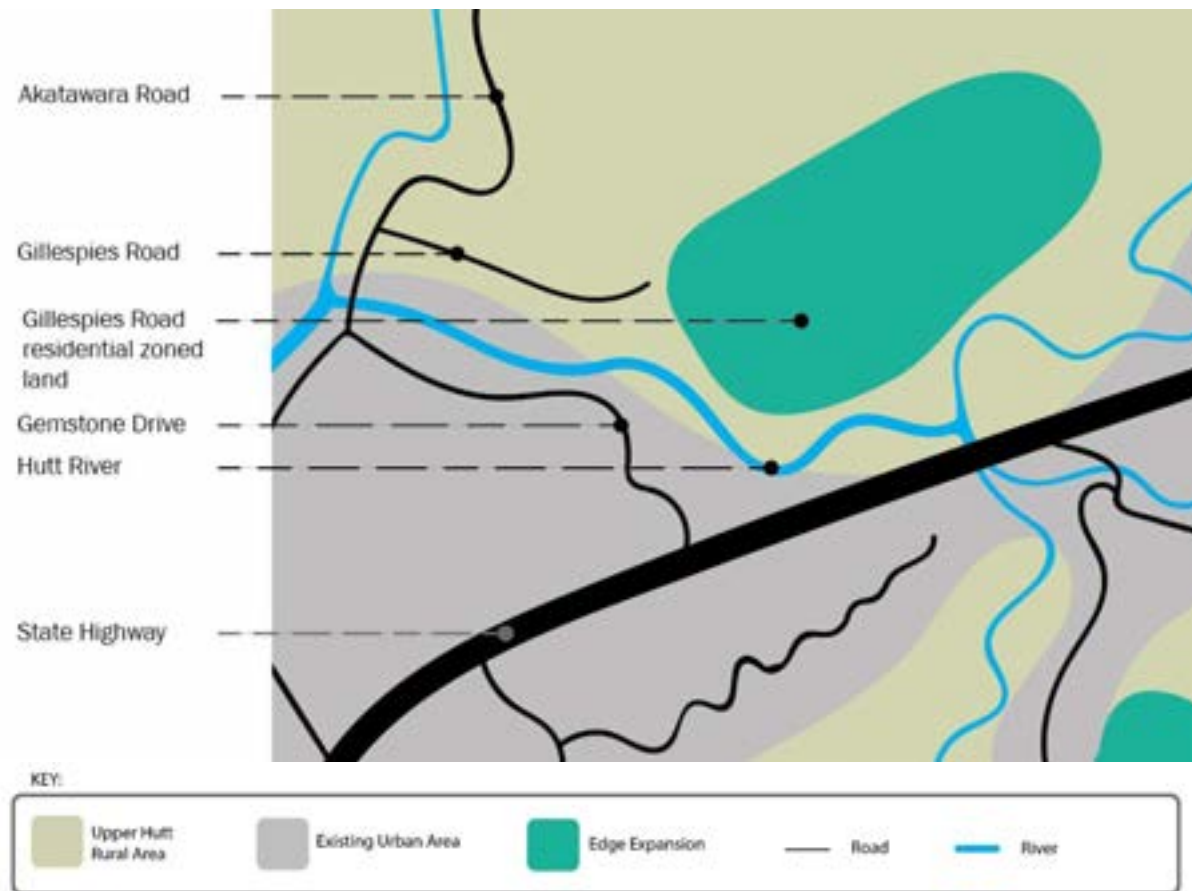 Akatawara Road
Gillespies Road
Gillespies Road
residential zoned
land
Gemstone Drive
Hutt River
State Highway
KEY:
Upper Hutt
Rural Area
Existing Urban Area
Edge Expansion
Road
River